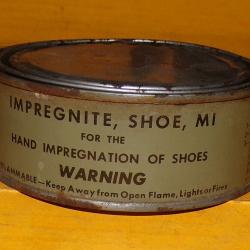 IMPREGNITE, SHOE, MI
FOR THE
HAND IMPREGNATION OF SHOES
WARNING
FLAMMABLE—Keep Away from Open Flame, Lights or Fires